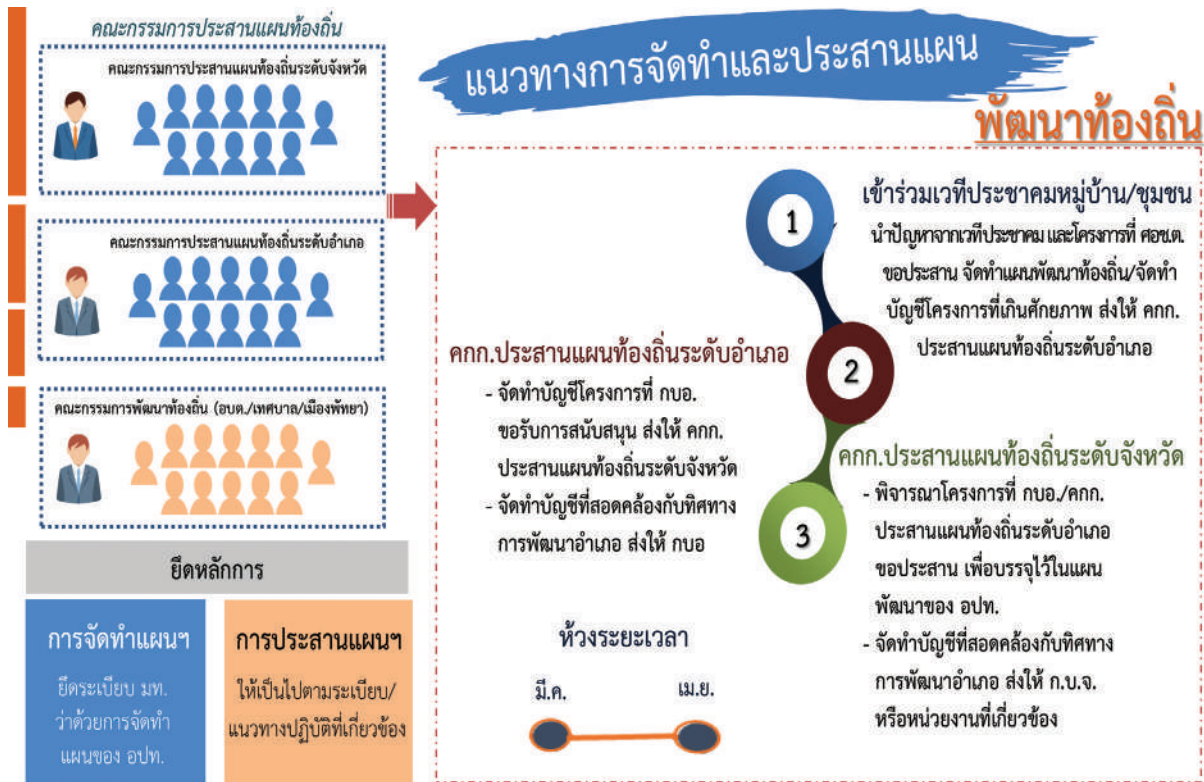 คณะกรรมการประสานแผนท้องถิ่น
คณะกรรมการประสานแผนท้องถิ่นระดับจังหวัด
คณะกรรมการประสานแผนท้องถิ่นระดับอำเภอ
คณะกรรมการพัฒนาท้องถิ่น (อบต./เทศบาล/เมืองพัทยา)
ยึดหลักการ
การจัดทำแผนฯ
ยึดระเบียบ มท.
ว่าด้วยการจัดทำ
แผนของ อปท.
การประสานแผนฯ
ให้เป็นไปตามระเบียบ/
แนวทางปฏิบัติที่เกี่ยวข้อง
แนวทางการจัดทำและประสานแผน
พัฒนาท้องถิ่น
1
เข้าร่วมเวทีประชาคมหมู่บ้าน/ชุมชน
นำปัญหาจากเวทีประชาคม และโครงการที่ ศอช.ต.
ขอประสาน จัดทำแผนพัฒนาท้องถิ่น/จัดทำ
บัญชีโครงการที่เกินศักยภาพ ส่งให้ คกก.
ประสานแผนท้องถิ่นระดับอำเภอ
2
คกก.ประสานแผนท้องถิ่นระดับอำเภอ
- จัดทำบัญชีโครงการที่ กบอ.
ขอรับการสนับสนุน ส่งให้ คกก.
ประสานแผนท้องถิ่นระดับจังหวัด
- จัดทำบัญชีที่สอดคล้องกับทิศทาง
การพัฒนาอำเภอ ส่งให้ กบอ
3
คกก.ประสานแผนท้องถิ่นระดับจังหวัด
- พิจารณาโครงการที่ กบอ./คกก.
ประสานแผนท้องถิ่นระดับอำเภอ
ขอประสาน เพื่อบรรจุไว้ในแผน
พัฒนาของ อปท.
- จัดทำบัญชีที่สอดคล้องกับทิศทาง
การพัฒนาอำเภอ ส่งให้ ก.บ.จ.
หรือหน่วยงานที่เกี่ยวข้อง
ห้วงระยะเวลา
มี.ค.
เม.ย.